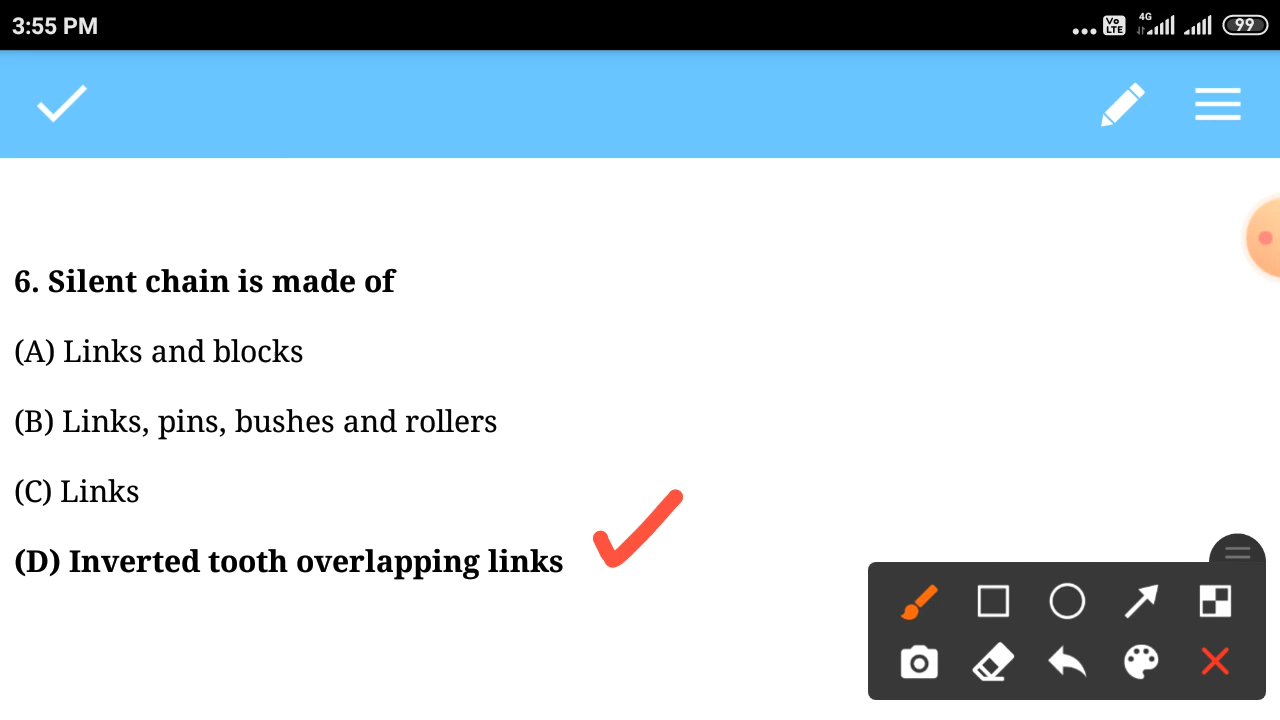 3:55 PM
... Vo LTE 4G 99
6. Silent chain is made of
(A) Links and blocks
(B) Links, pins, bushes and rollers
(C) Links
(D) Inverted tooth overlapping links